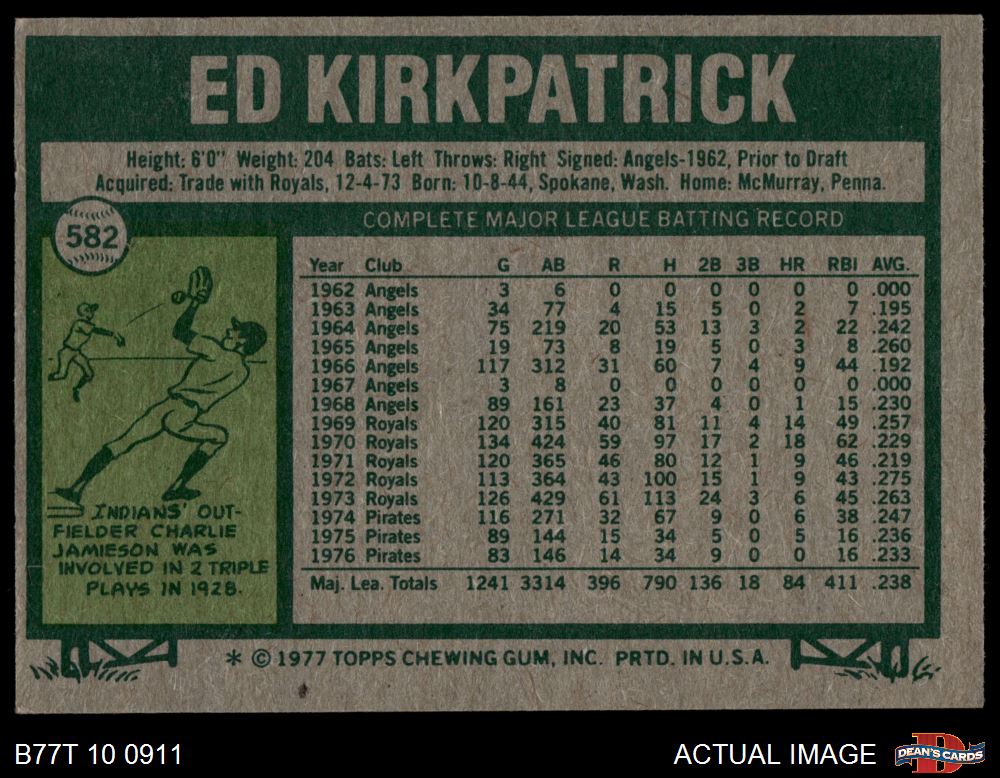 ED KIRKPATRICK
Height: 6'0" Weight: 204 Bats: Left Throws: Right Signed: Angels-1962, Prior to Draft
Acquired: Trade with Royals, 12-4-73 Born: 10-8-44, Spokane, Wash. Home: McMurray, Penna.
582
COMPLETE MAJOR LEAGUE BATTING RECORD
Year Club G AB R H 2B 3B HR RBI AVG.
1962 Angels 3 6 0 0 0 0 0 0 .000
1963 Angels 34 77 4 15 5 0 2 7 .195
1964 Angels 75 219 20 53 13 3 2 22 .242
1965 Angels 19 73 8 19 5 0 3 8 .260
1966 Angels 117 312 31 60 7 4 9 44 .192
1967 Angels 3 8 0 0 0 0 0 0 .000
1968 Angels 89 161 23 37 4 0 1 15 .230
1969 Royals 120 315 40 81 11 4 14 49 .257
1970 Royals 134 424 59 97 17 2 18 62 .229
1971 Royals 120 365 46 80 12 1 9 46 .219
1972 Royals 113 364 43 100 15 1 9 43 .275
1973 Royals 126 429 61 113 24 3 6 45 .263
1974 Pirates 116 271 32 67 9 0 6 38 .247
1975 Pirates 89 144 15 34 5 0 5 16 .236
1976 Pirates 83 146 14 34 9 0 0 16 .233
Maj. Lea. Totals 1241 3314 396 790 136 18 84 411 .238
INDIANS' OUT-
FIELDER CHARLIE
JAMIESON WAS
INVOLVED IN 2 TRIPLE
PLAYS IN 1928.
* © 1977 TOPPS CHEWING GUM, INC. PRTD. IN U.S.A.
B77T 10 0911
ACTUAL IMAGE
DEAN'S CARDS